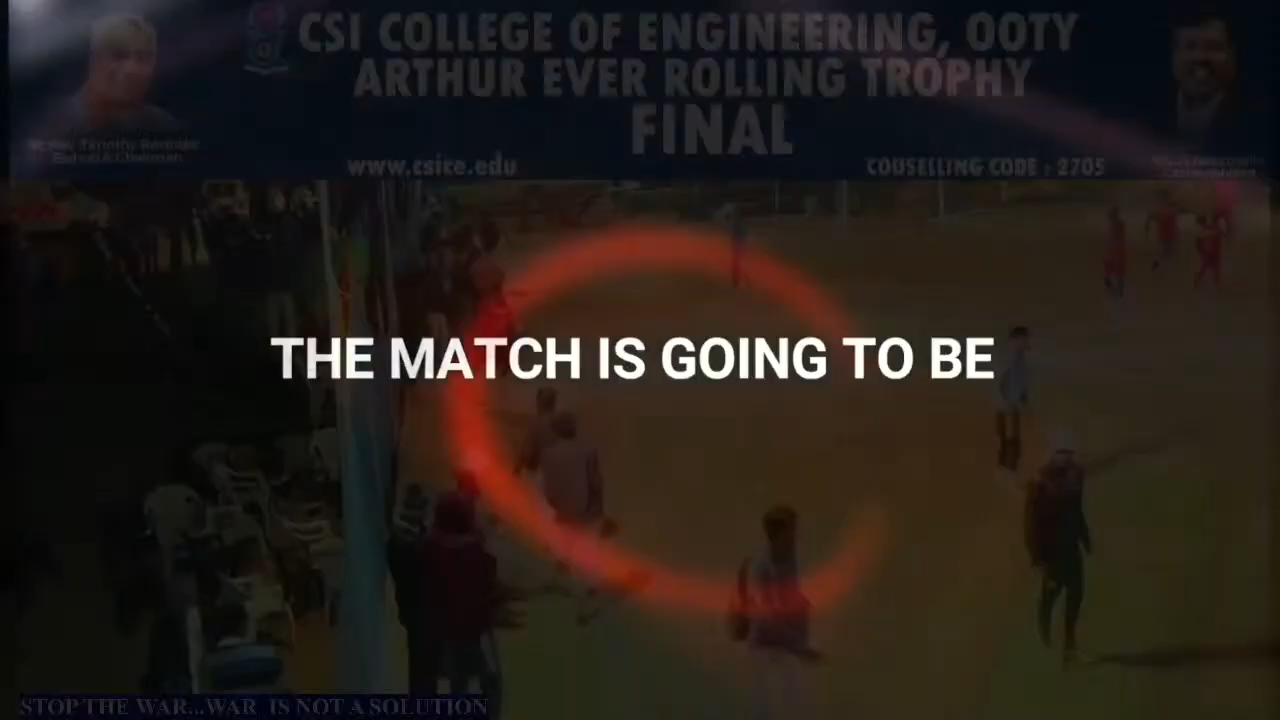 CSI COLLEGE OF ENGINEERING, OOTY
ARTHUR EVER ROLLING TROPHY
FINAL
www.csice.edu
COUSELLING CODE : 2705
THE MATCH IS GOING TO BE
STOP THE WAR...WAR IS NOT A SOLUTION